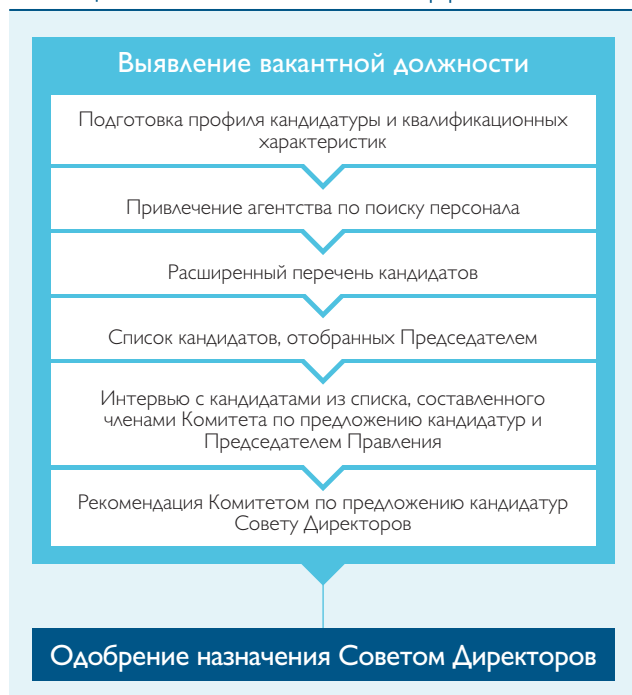 Выявление вакантной должности
Подготовка профиля кандидатуры и квалификационных
характеристик
Привлечение агентства по поиску персонала
Расширенный перечень кандидатов
Список кандидатов, отобранных Председателем
Интервью с кандидатами из списка, составленного
членами Комитета по предложению кандидатур и
Председателем Правления
Рекомендация Комитетом по предложению кандидатур
Совету Директоров
Одобрение назначения Советом Директоров